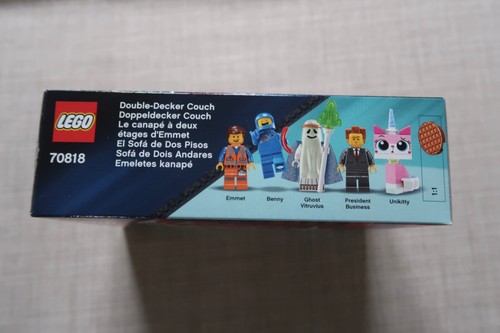 LEGO
70818
Double-Decker Couch
Doppeldecker Couch
Le canapé à deux
étages d'Emmet
El Sofá de Dos Pisos
Sofá de Dois Andares
Emeletes kanapé
Emmet
Benny
Ghost
Vitruvius
President
Business
Unikitty
1:1